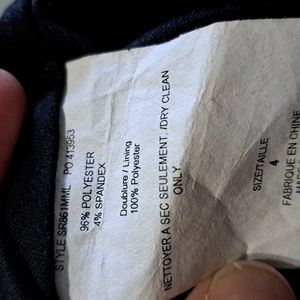 STYLE SR861MML PO 413953
96% POLYESTER
4% SPANDEX
Doublure / Lining
100% Polyester
NETTOYER A SEC SEULEMENT. /DRY CLEAN
ONLY
SIZE/TAILLE
4
FABRIQUE EN CHINE